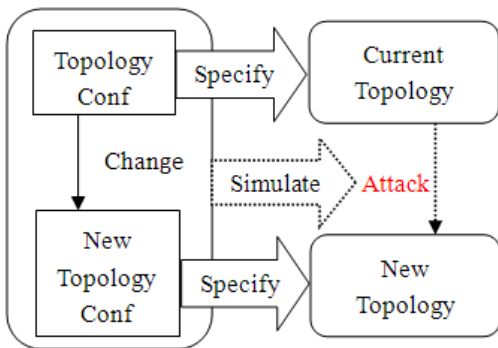 Topology
Conf
Specify
Current
Topology
Change
Simulate
Attack
New
Topology
Conf
Specify
New
Topology